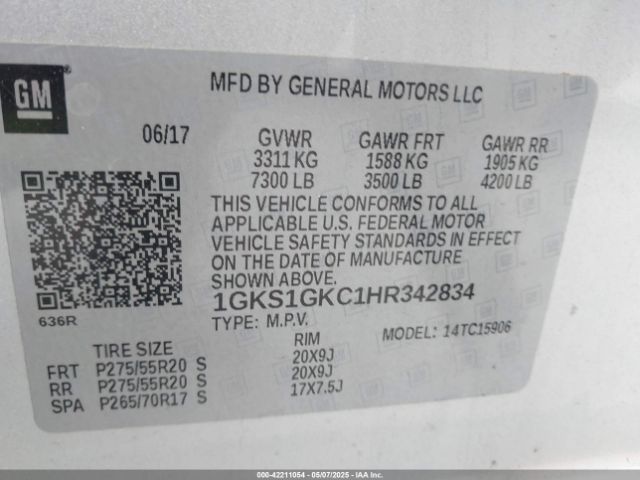 GM
MFD BY GENERAL MOTORS LLC
06/17
GVWR GAWR FRT GAWR RR
3311 KG 1588 KG 1905 KG
7300 LB 3500 LB 4200 LB
THIS VEHICLE CONFORMS TO ALL
APPLICABLE U.S. FEDERAL MOTOR
VEHICLE SAFETY STANDARDS IN EFFECT
ON THE DATE OF MANUFACTURE
SHOWN ABOVE.
1GKS1GKC1HR342834
636R
TYPE: M.P.V. MODEL: 14TC15906
TIRE SIZE RIM
FRT P275/55R20 S 20X9J
RR P275/55R20 S 20X9J
SPA P265/70R17 S 17X7.5J
000-42211054 | 05/07/2025 | IAA Inc.